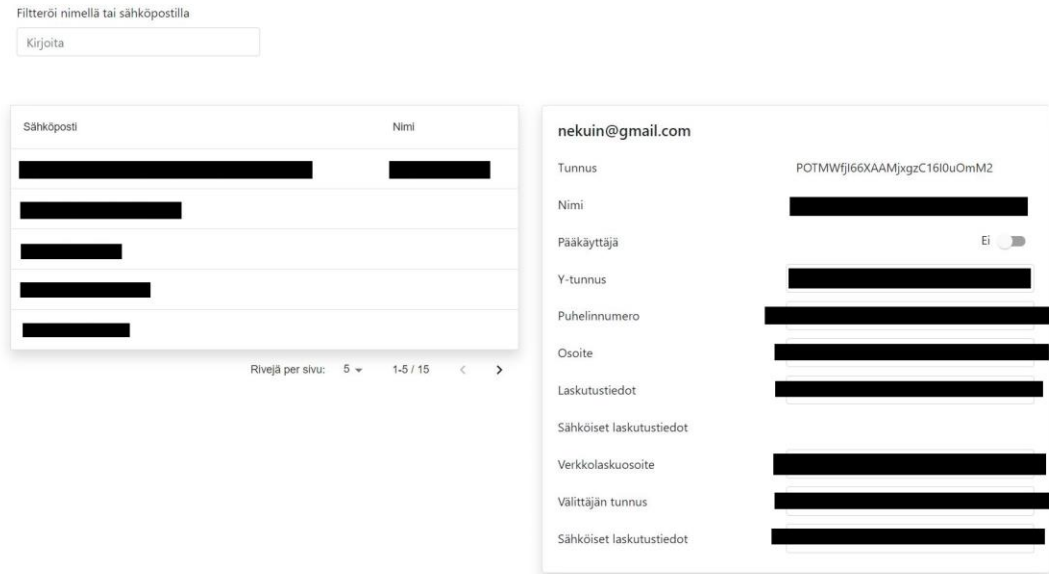 Filtteröi nimellä tai sähköpostilla
Kirjoita
Sähköposti Nimi
Rivejä per sivu: 5 1-5 / 15
nekuin@gmail.com
Tunnus POTMWfjI66XAAMjxgzC16I0uOmM2
Nimi
Pääkäyttäjä Ei
Y-tunnus
Puhelinnumero
Osoite
Laskutustiedot
Sähköiset laskutustiedot
Verkkolaskuosoite
Välittäjän tunnus
Sähköiset laskutustiedot